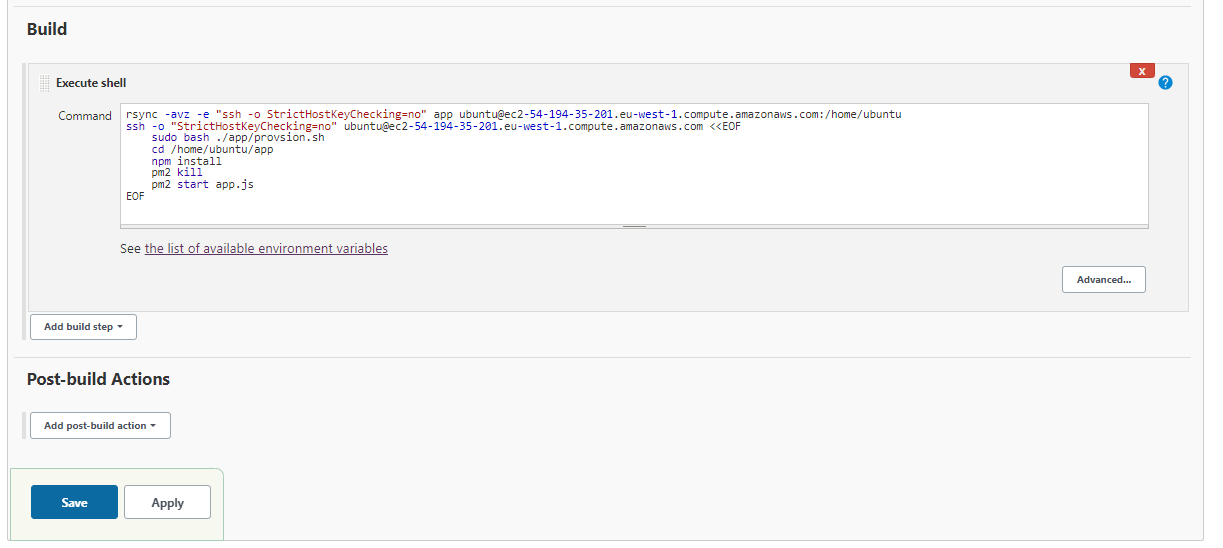 Build
X
Execute shell
?
Command
rsync -avz -e "ssh -o StrictHostKeyChecking=no" app ubuntu@ec2-54-194-35-201.eu-west-1.compute.amazonaws.com:/home/ubuntu
ssh -o "StrictHostKeyChecking=no" ubuntu@ec2-54-194-35-201.eu-west-1.compute.amazonaws.com <<EOF
    sudo bash ./app/provsion.sh
    cd /home/ubuntu/app
    npm install
    pm2 kill
    pm2 start app.js
EOF
See the list of available environment variables
Advanced...
Add build step
Post-build Actions
Add post-build action
Save
Apply